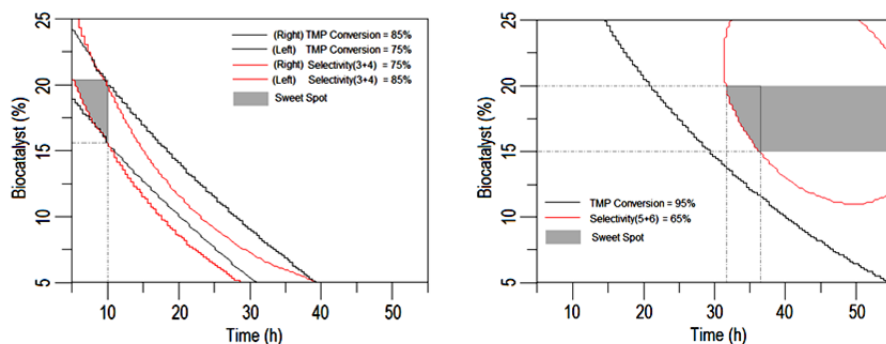 25
20
15
10
5
Biocatalyst (%)
(Right) TMP Conversion = 85%
(Left) TMP Conversion = 75%
(Right) Selectivity(3+4) = 75%
(Left) Selectivity(3+4) = 85%
Sweet Spot
10 20 30 40 50
Time (h)
25
20
15
10
5
Biocatalyst (%)
TMP Conversion = 95%
Selectivity(5+6) = 65%
Sweet Spot
10 20 30 40 50
Time (h)